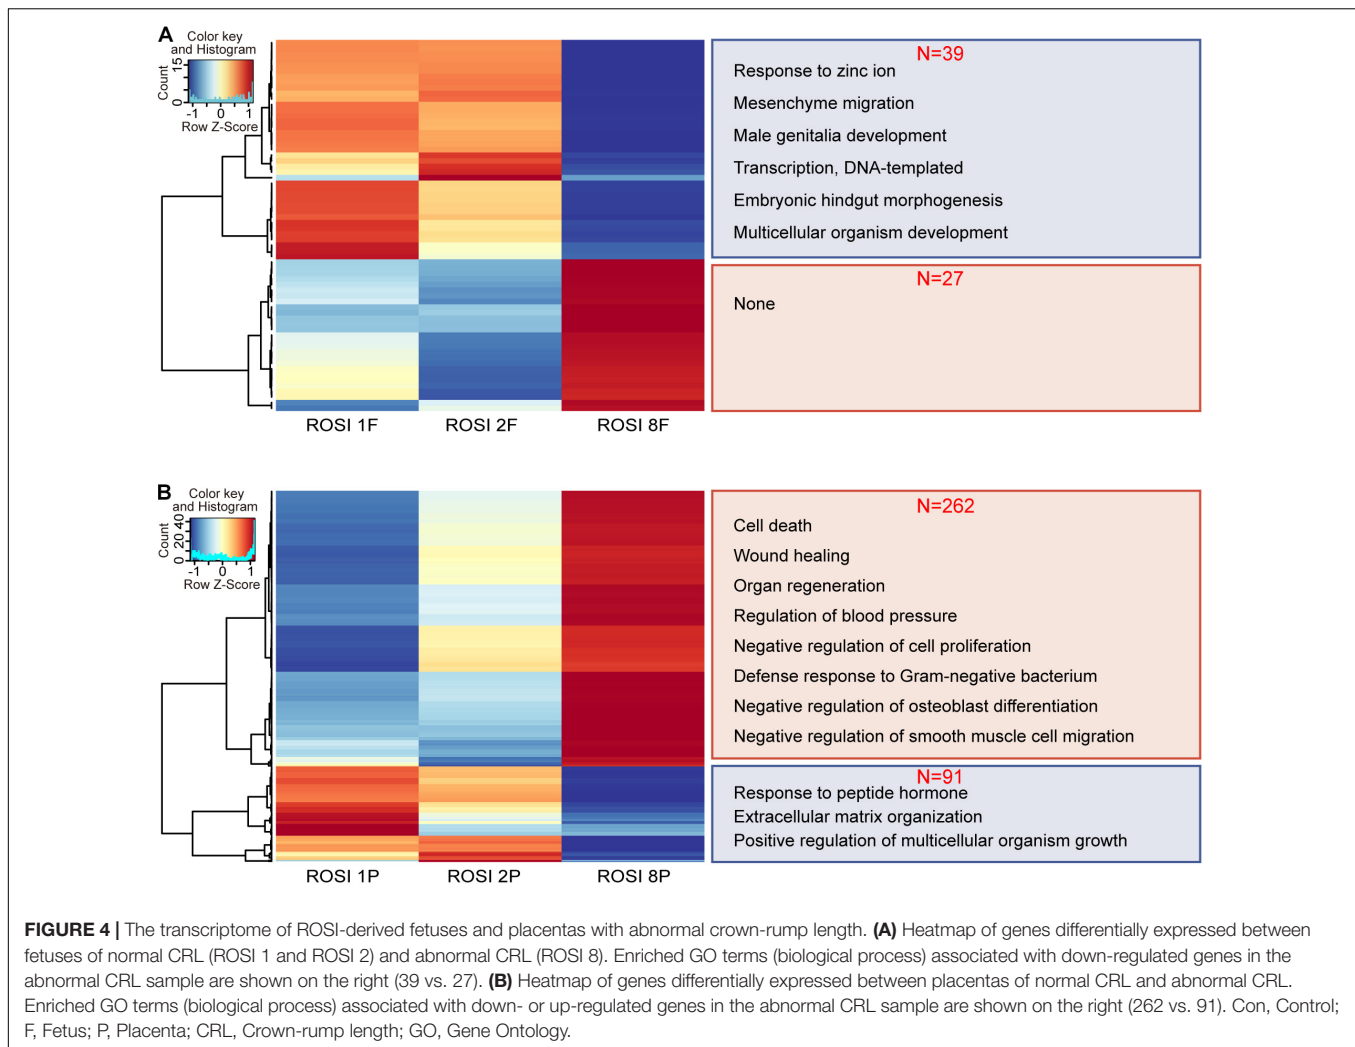 A
Color key
and Histogram
Count
15
0
-1 0 1
Row Z-Score
N=39
Response to zinc ion
Mesenchyme migration
Male genitalia development
Transcription, DNA-templated
Embryonic hindgut morphogenesis
Multicellular organism development
N=27
None
ROSI 1F ROSI 2F ROSI 8F
B
Color key
and Histogram
Count
0 20 40
-1 0 1
Row Z-Score
N=262
Cell death
Wound healing
Organ regeneration
Regulation of blood pressure
Negative regulation of cell proliferation
Defense response to Gram-negative bacterium
Negative regulation of osteoblast differentiation
Negative regulation of smooth muscle cell migration
N=91
Response to peptide hormone
Extracellular matrix organization
Positive regulation of multicellular organism growth
ROSI 1P ROSI 2P ROSI 8P
FIGURE 4 | The transcriptome of ROSI-derived fetuses and placentas with abnormal crown-rump length. (A) Heatmap of genes differentially expressed between
fetuses of normal CRL (ROSI 1 and ROSI 2) and abnormal CRL (ROSI 8). Enriched GO terms (biological process) associated with down-regulated genes in the
abnormal CRL sample are shown on the right (39 vs. 27). (B) Heatmap of genes differentially expressed between placentas of normal CRL and abnormal CRL.
Enriched GO terms (biological process) associated with down- or up-regulated genes in the abnormal CRL sample are shown on the right (262 vs. 91). Con, Control;
F, Fetus; P, Placenta; CRL, Crown-rump length; GO, Gene Ontology.